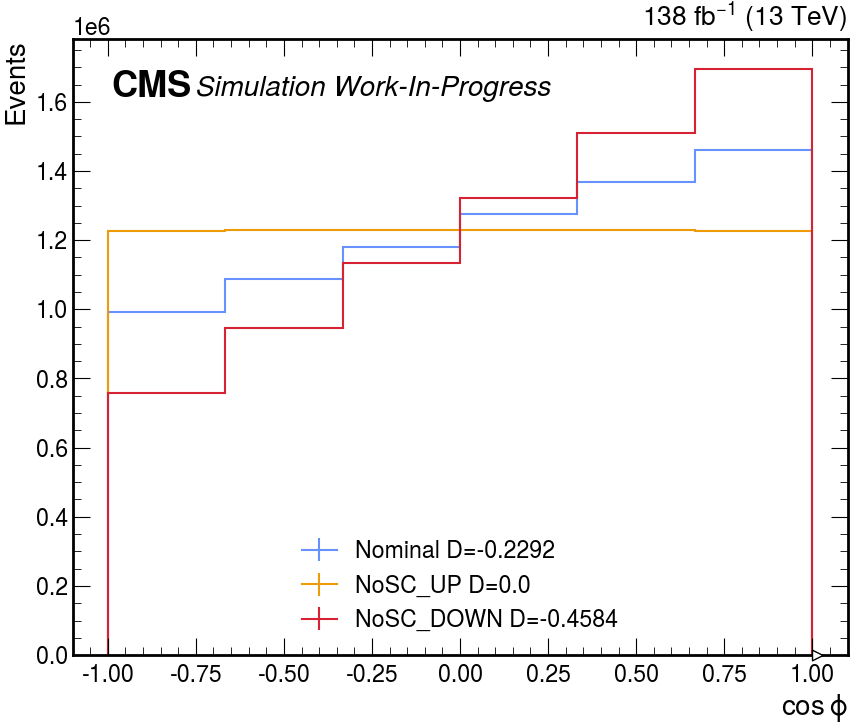 1e6
138 fb⁻¹ (13 TeV)
Events
CMS Simulation Work-In-Progress
1.6
1.4
1.2
1.0
0.8
0.6
0.4
0.2
0.0
Nominal D=-0.2292
NoSC_UP D=0.0
NoSC_DOWN D=-0.4584
-1.00 -0.75 -0.50 -0.25 0.00 0.25 0.50 0.75 1.00
cos ϕ